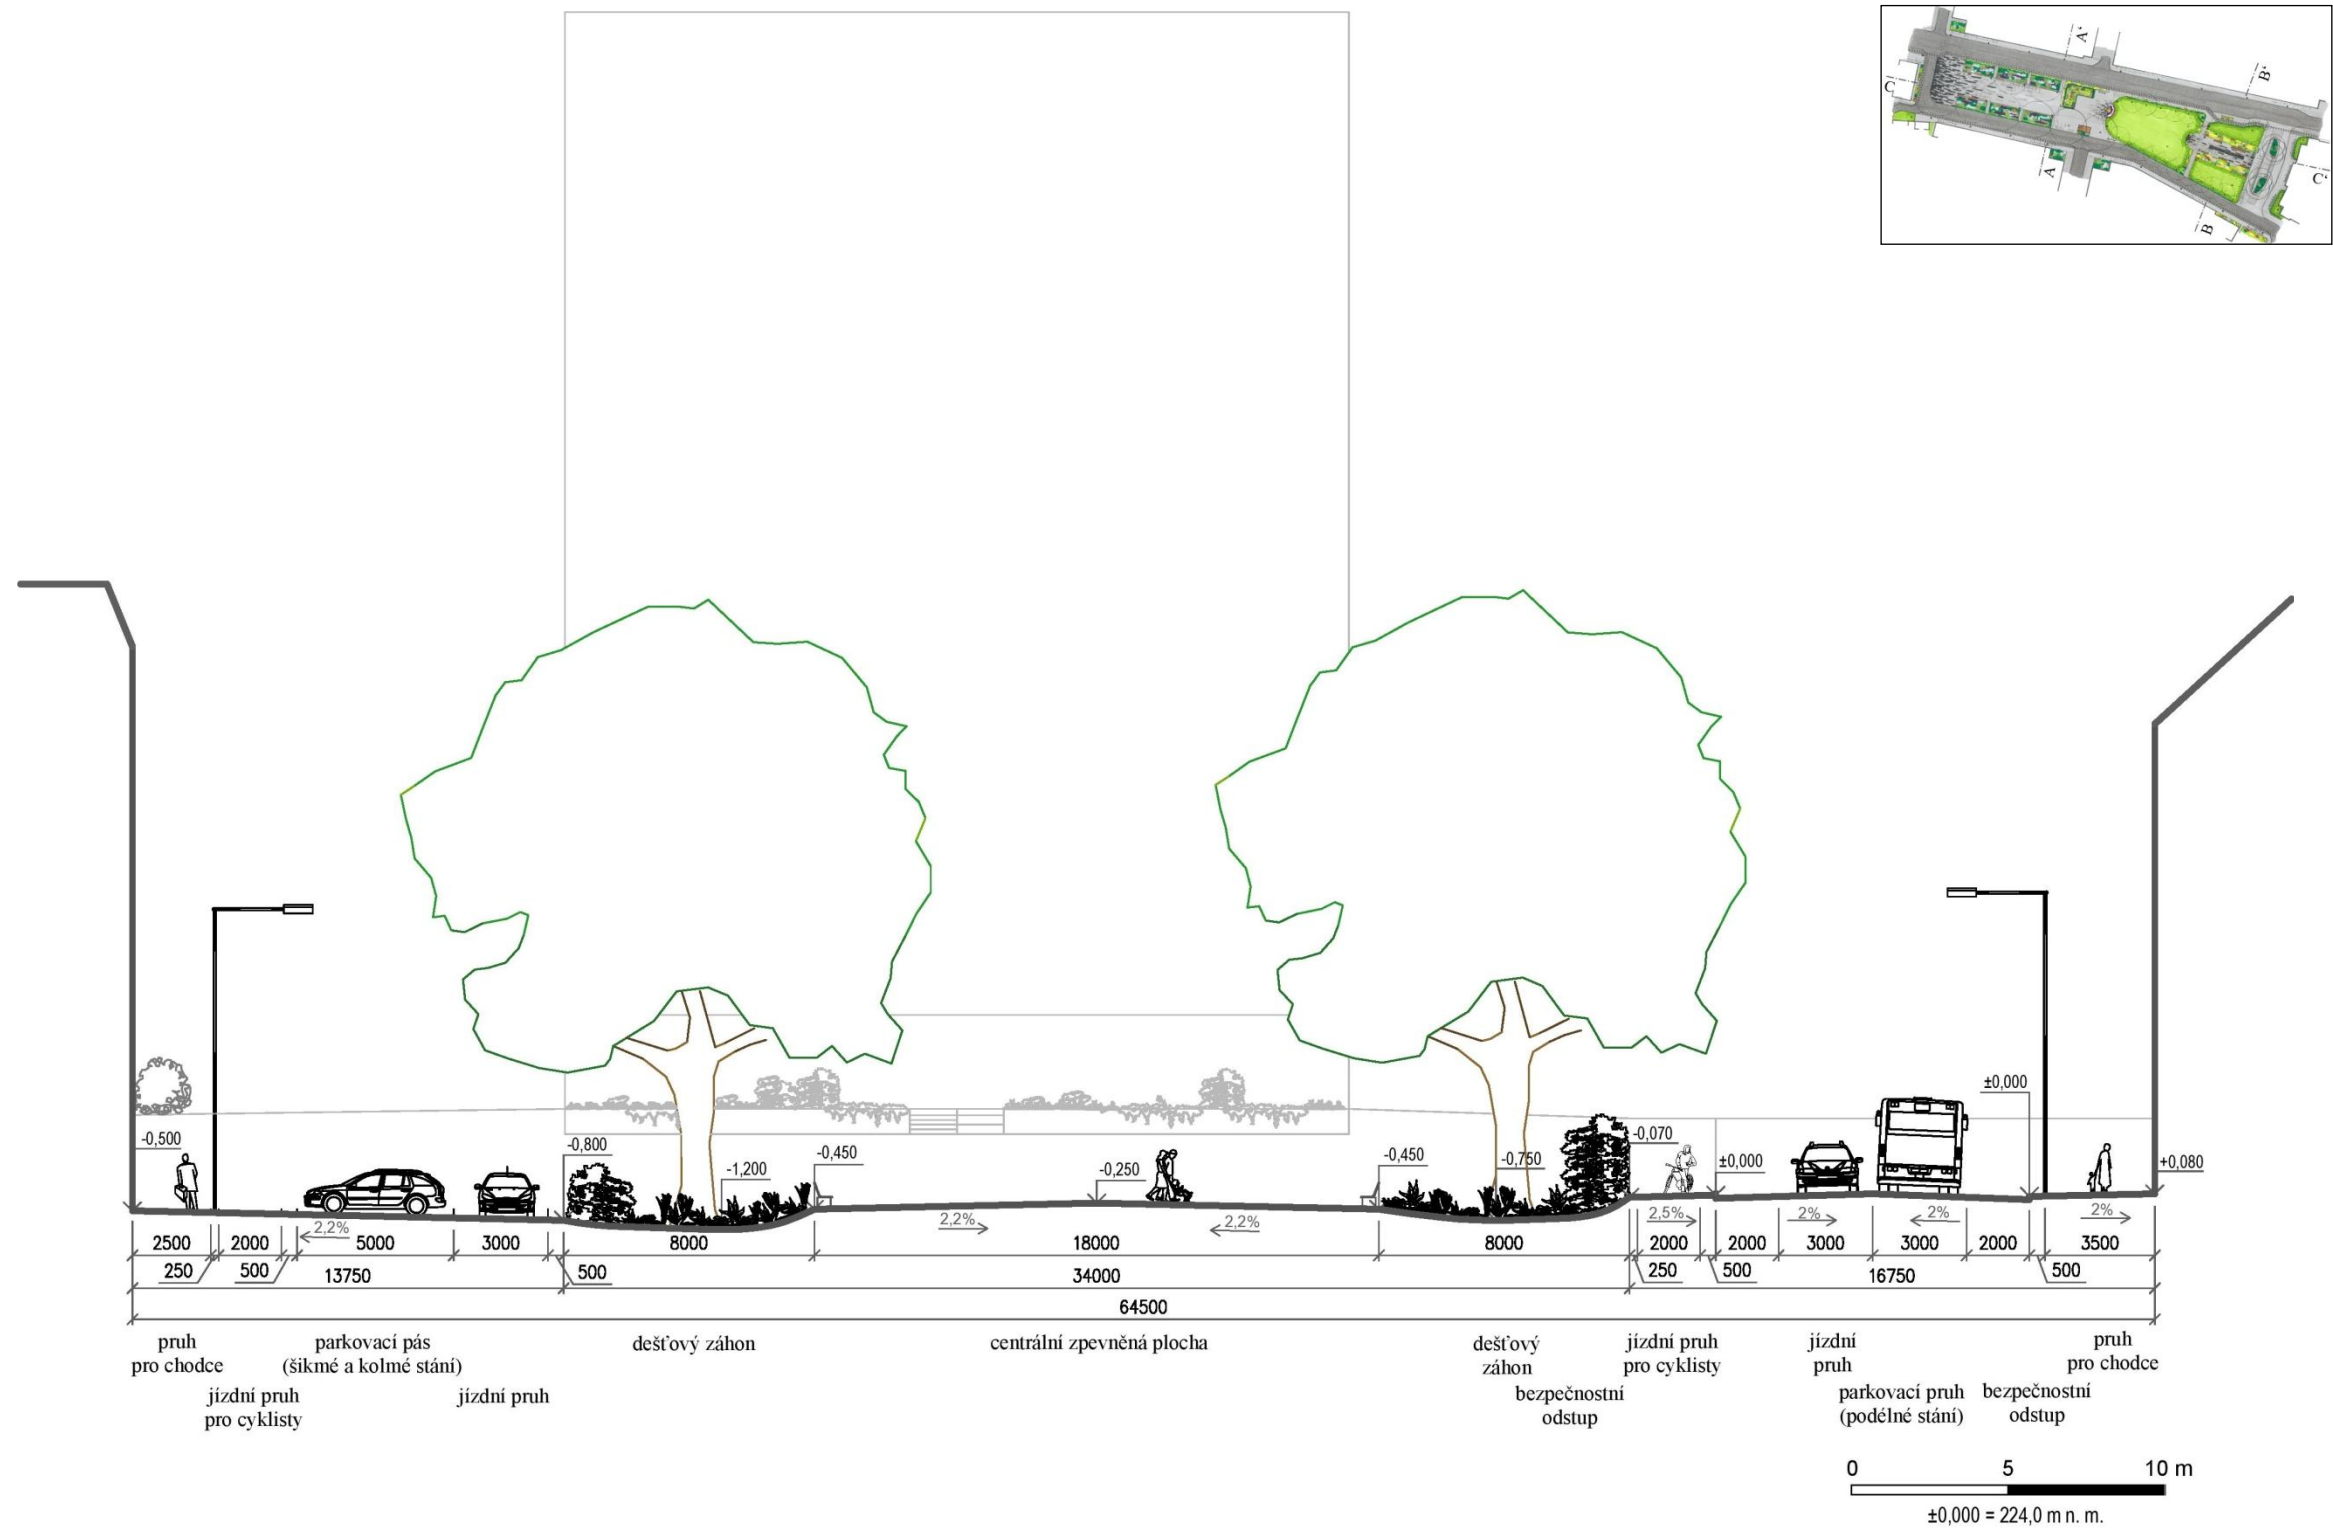 A'
B'
C
A
C'
B
±0,000
-0,500
-0,800
-0,070
-1,200
-0,450
-0,250
-0,450
-0,750
±0,000
+0,080
2,2%
2,2%
2,2%
2,5%
2%
2%
2%
2500
2000
5000
3000
8000
18000
8000
2000
2000
3000
3000
2000
3500
250
500
13750
500
34000
250
500
16750
500
64500
pruh
pro chodce
jízdní pruh
pro cyklisty
parkovací pás
(šikmé a kolmé stání)
jízdní pruh
dešťový záhon
centrální zpevněná plocha
dešťový
záhon
bezpečnostní
odstup
jízdní pruh
pro cyklisty
jízdní
pruh
parkovací pruh
(podélné stání)
bezpečnostní
odstup
pruh
pro chodce
0 5 10 m
±0,000 = 224,0 m n. m.